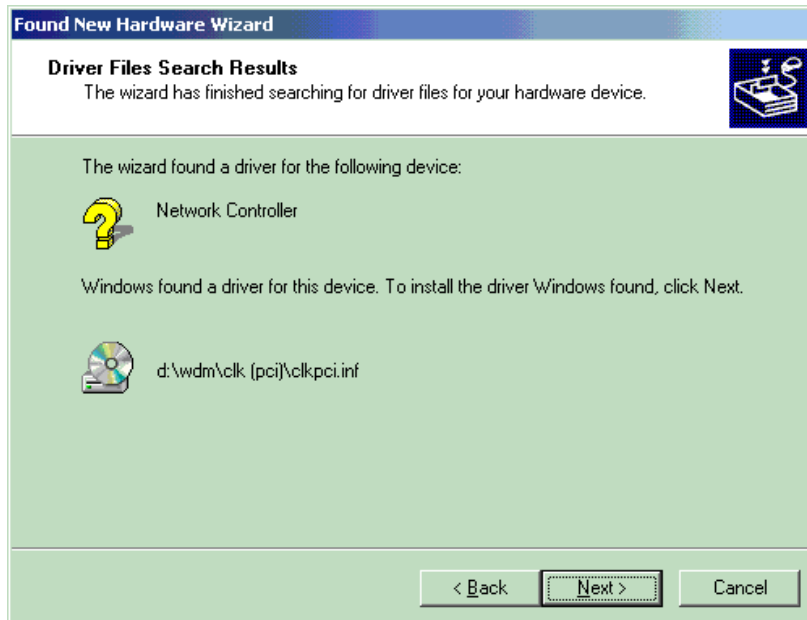 Found New Hardware Wizard
Driver Files Search Results
The wizard has finished searching for driver files for your hardware device.
The wizard found a driver for the following device:
Network Controller
Windows found a driver for this device. To install the driver Windows found, click Next.
d:\wdm\clk (pci)\clkpci.inf
< Back Next > Cancel